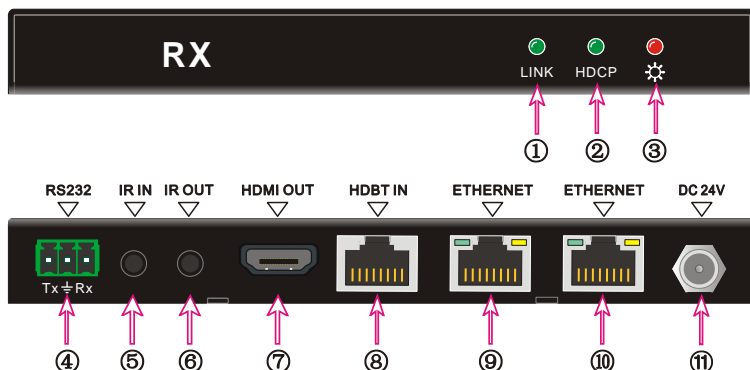 RX
LINK HDCP
① ② ③
RS232 IR IN IR OUT HDMI OUT HDBT IN ETHERNET ETHERNET DC 24V
Tx Rx
④ ⑤ ⑥ ⑦ ⑧ ⑨ ⑩ ⑪